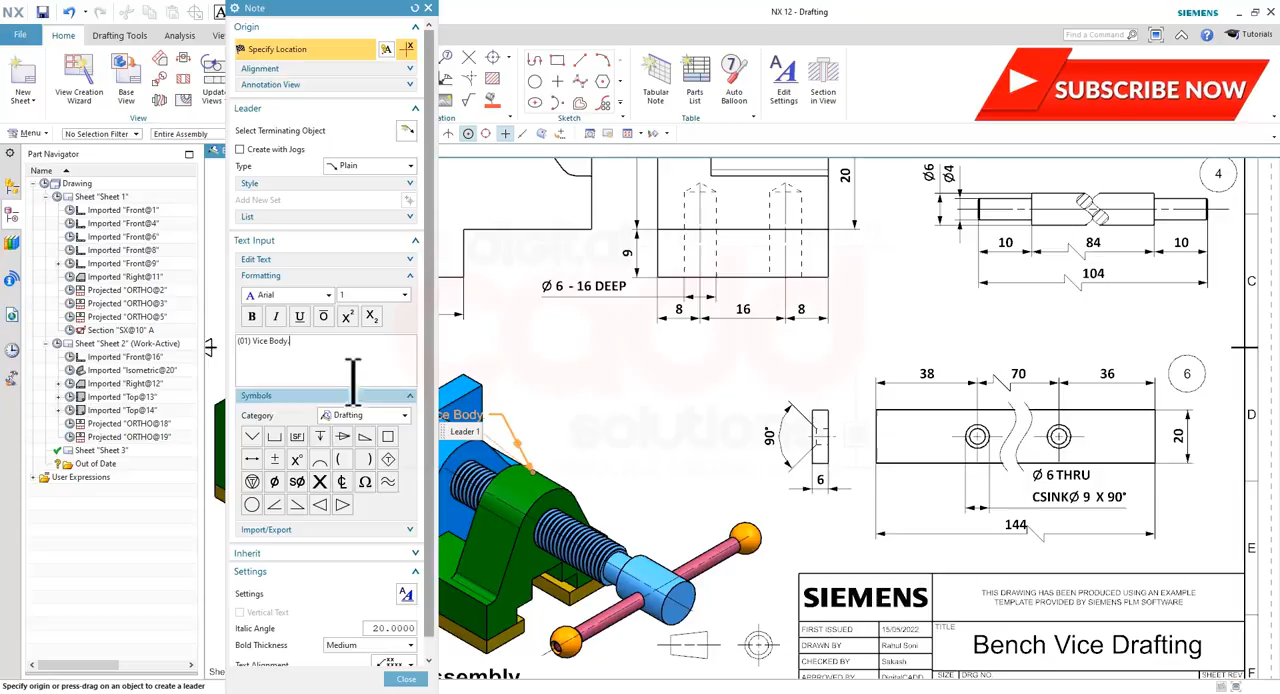 NX
Note
NX 12 - Drafting
SIEMENS
File
Home
Drafting Tools
Analysis
Vie
Find a Command
Tutorials
New
Sheet
View Creation
Wizard
Base
View
Update
Views
View
Tabular
Note
Parts
List
Auto
Balloon
Edit
Settings
Section
in View
Sketch
Table
SUBSCRIBE NOW
Menu
No Selection Filter
Entire Assembly
Part Navigator
Name
Drawing
Sheet "Sheet 1"
Imported "Front@1"
Imported "Front@4"
Imported "Front@6"
Imported "Front@8"
Imported "Front@9"
Imported "Right@11"
Projected "ORTHO@2"
Projected "ORTHO@3"
Projected "ORTHO@5"
Section "SX@10" A
Sheet "Sheet 2" (Work-Active)
Imported "Front@16"
Imported "Isometric@20"
Imported "Right@12"
Imported "Top@13"
Imported "Top@14"
Projected "ORTHO@18"
Projected "ORTHO@19"
Sheet "Sheet 3"
Out of Date
User Expressions
Origin
Specify Location
Alignment
Annotation View
Leader
Select Terminating Object
Create with Jogs
Type
Plain
Style
Add New Set
List
Text Input
Edit Text
Formatting
Arial
1
B I U O X² X₂
(01) Vice Body.
Symbols
Category
Drafting
Import/Export
Inherit
Settings
Settings
Vertical Text
Italic Angle
20.0000
Bold Thickness
Medium
Text Alignment
Close
ce Body
Leader 1
20
9
Ø 6 - 16 DEEP
8
16
8
Ø6
Ø4
4
10
84
10
104
C
38
70
36
6
D
90°
20
6
Ø 6 THRU
CSINKØ 9 X 90°
144
E
SIEMENS
THIS DRAWING HAS BEEN PRODUCED USING AN EXAMPLE
TEMPLATE PROVIDED BY SIEMENS PLM SOFTWARE
FIRST ISSUED
15/05/2022
TITLE
DRAWN BY
Rahul Soni
Bench Vice Drafting
CHECKED BY
Sakash
APPROVED BY
DigitalCADD
SIZE
DRG NO.
SHEET REV
F
sembly
Specify origin or press-drag on an object to create a leader